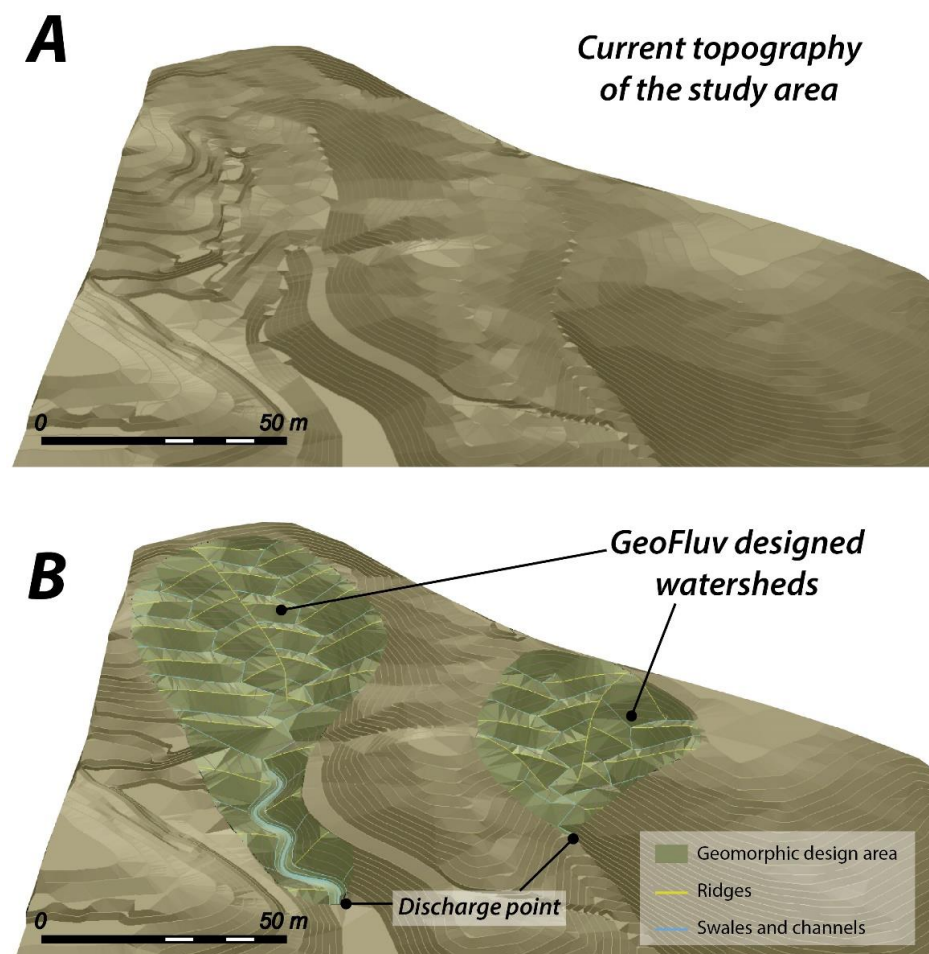 A
Current topography
of the study area
0
50 m
B
GeoFluv designed
watersheds
Discharge point
Geomorphic design area
Ridges
Swales and channels
0
50 m